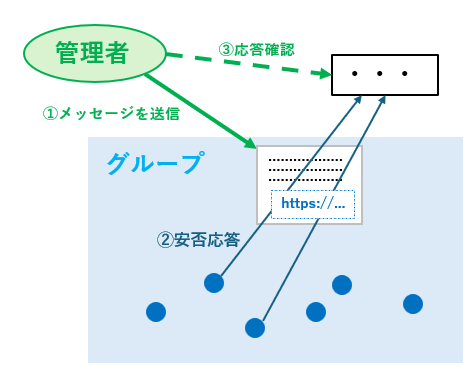 管理者
③応答確認
・・・
①メッセージを送信
グループ
https://...
②安否応答